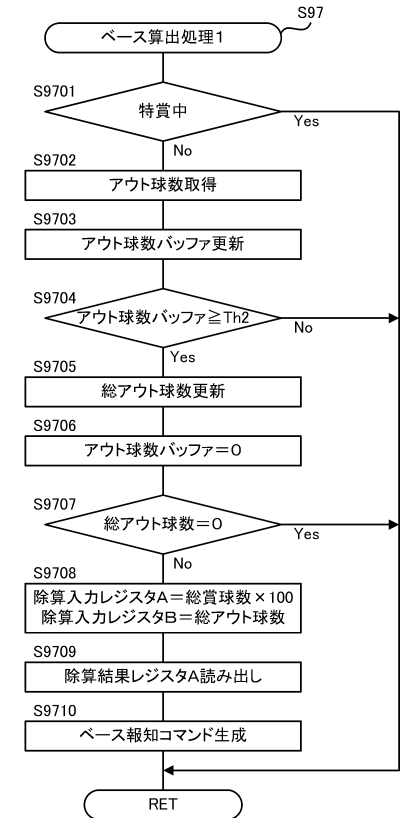 S97
ベース算出処理1
S9701
特賞中
Yes
No
S9702
アウト球数取得
S9703
アウト球数バッファ更新
S9704
アウト球数バッファ≧Th2
No
Yes
S9705
総アウト球数更新
S9706
アウト球数バッファ=0
S9707
総アウト球数=0
Yes
No
S9708
除算入力レジスタA=総賞球数×100
除算入力レジスタB=総アウト球数
S9709
除算結果レジスタA読み出し
S9710
ベース報知コマンド生成
RET